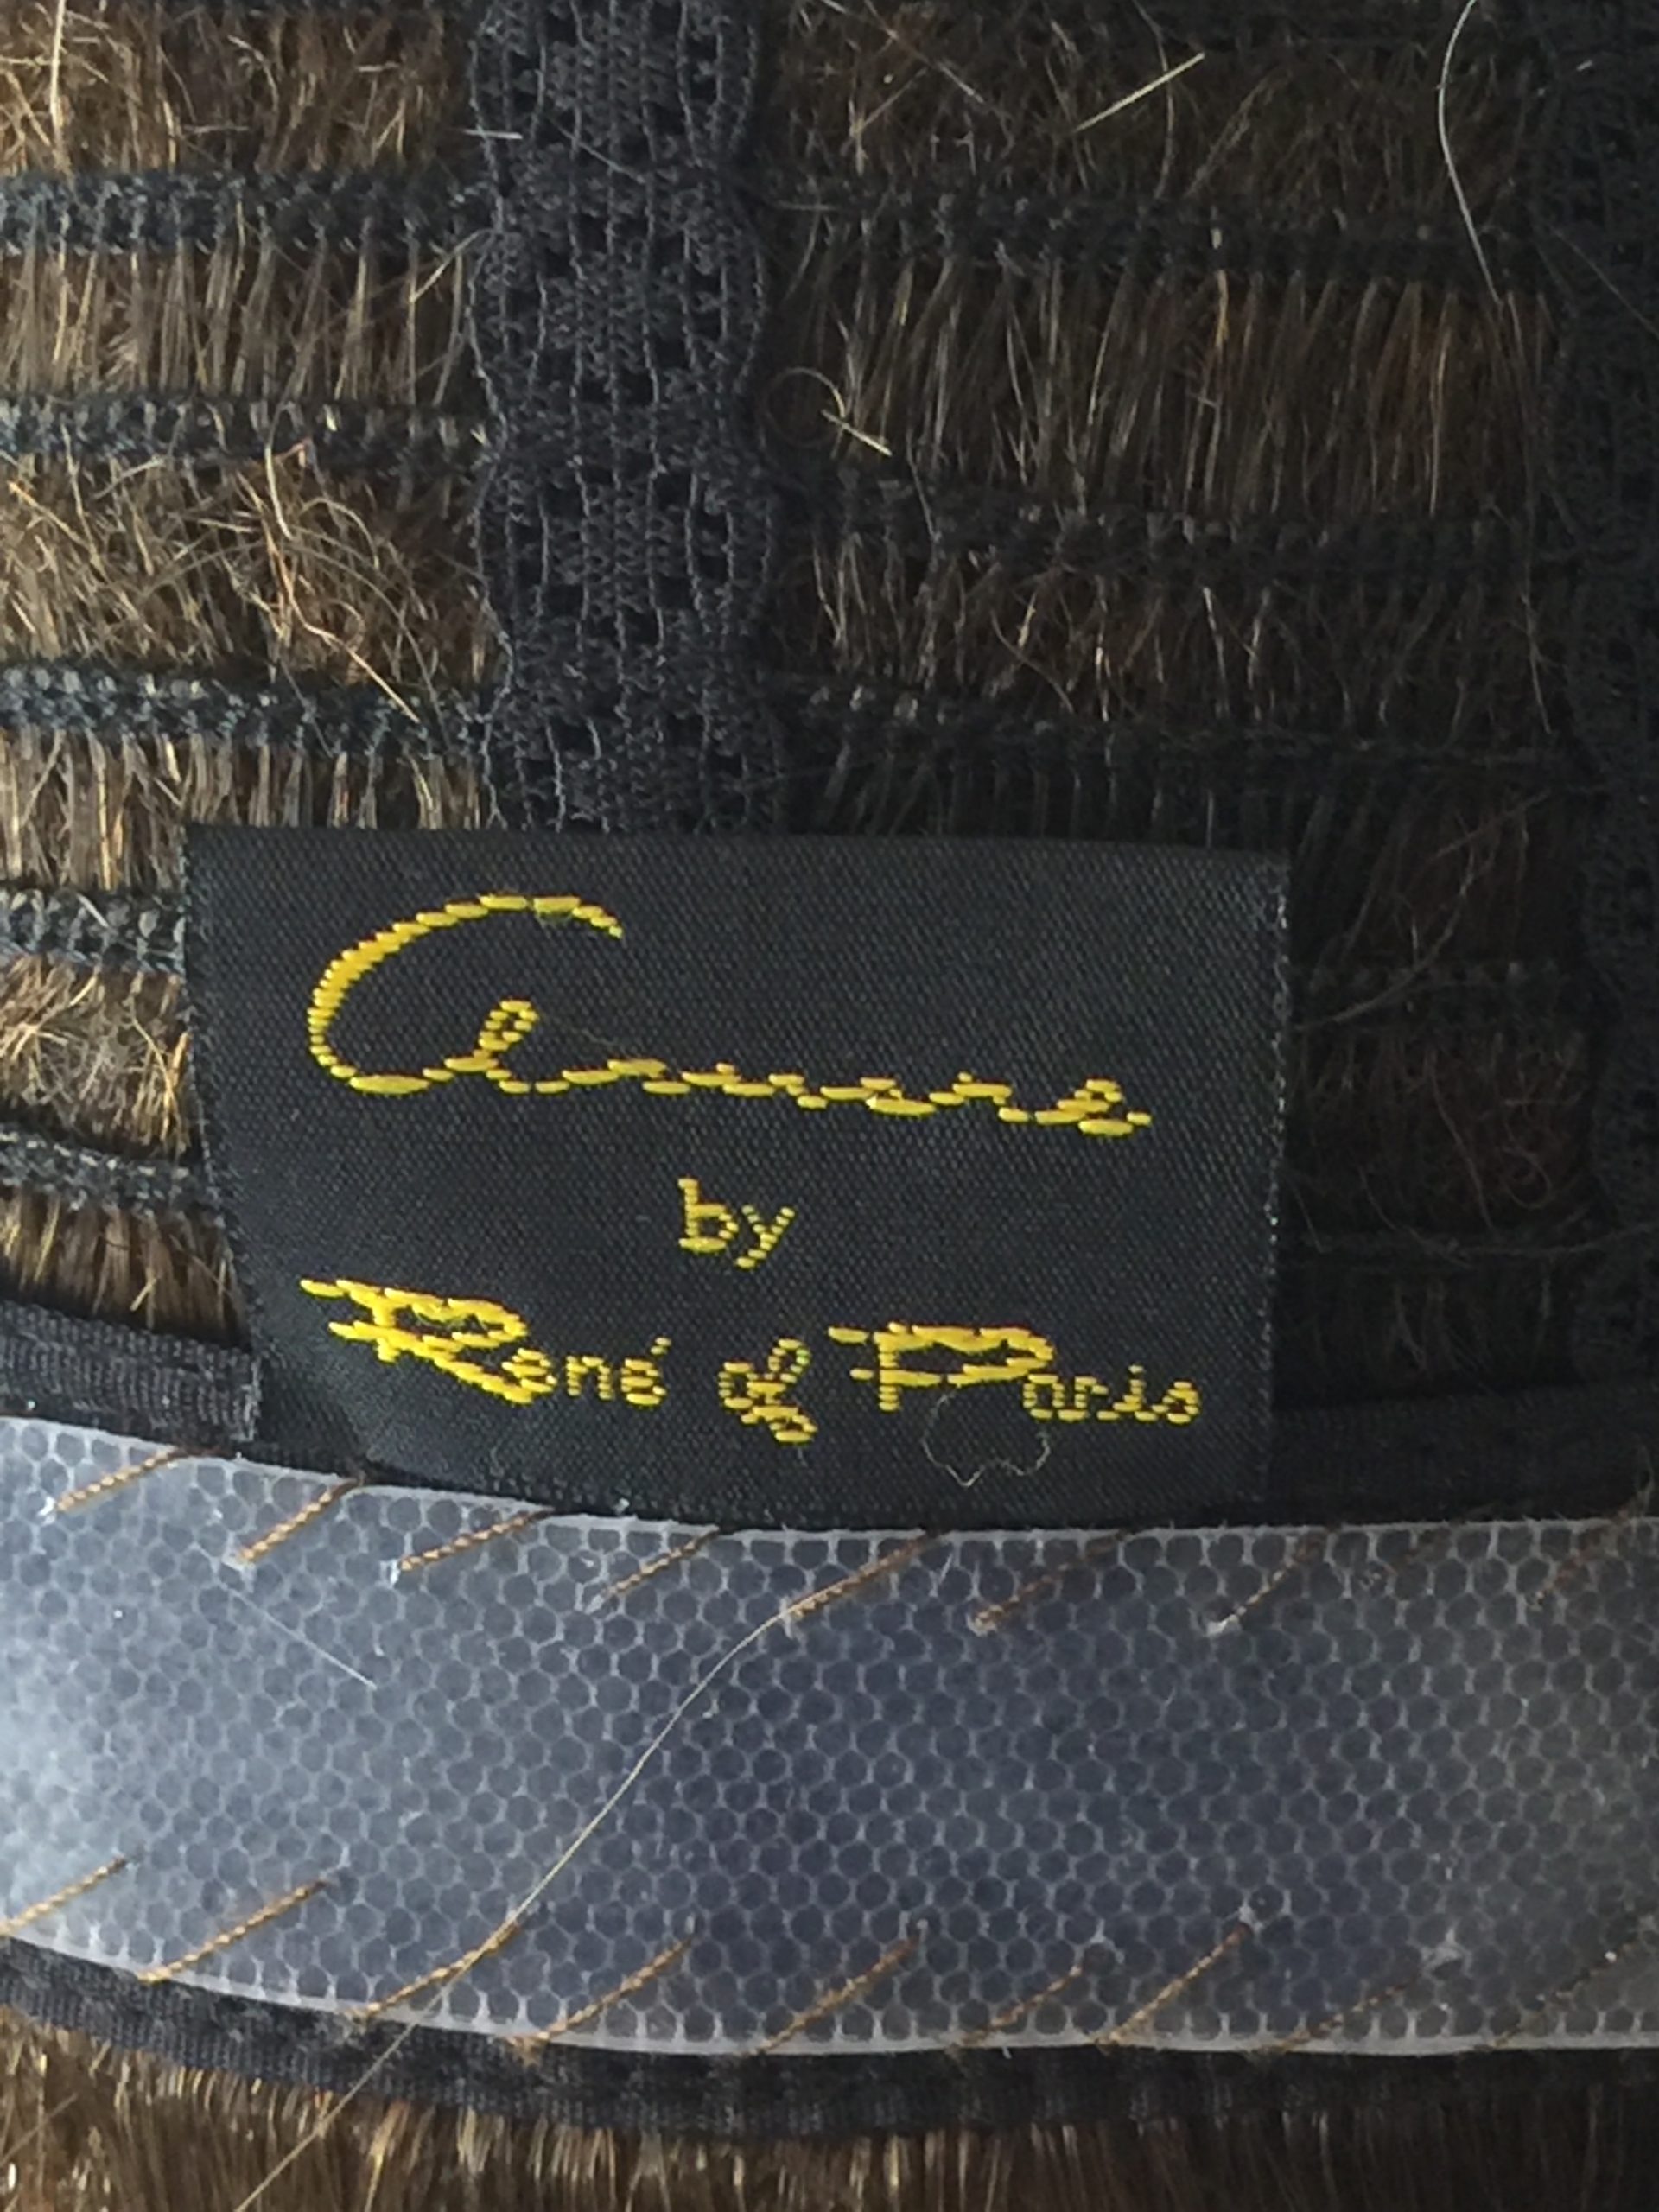 Amore
by
René of Paris